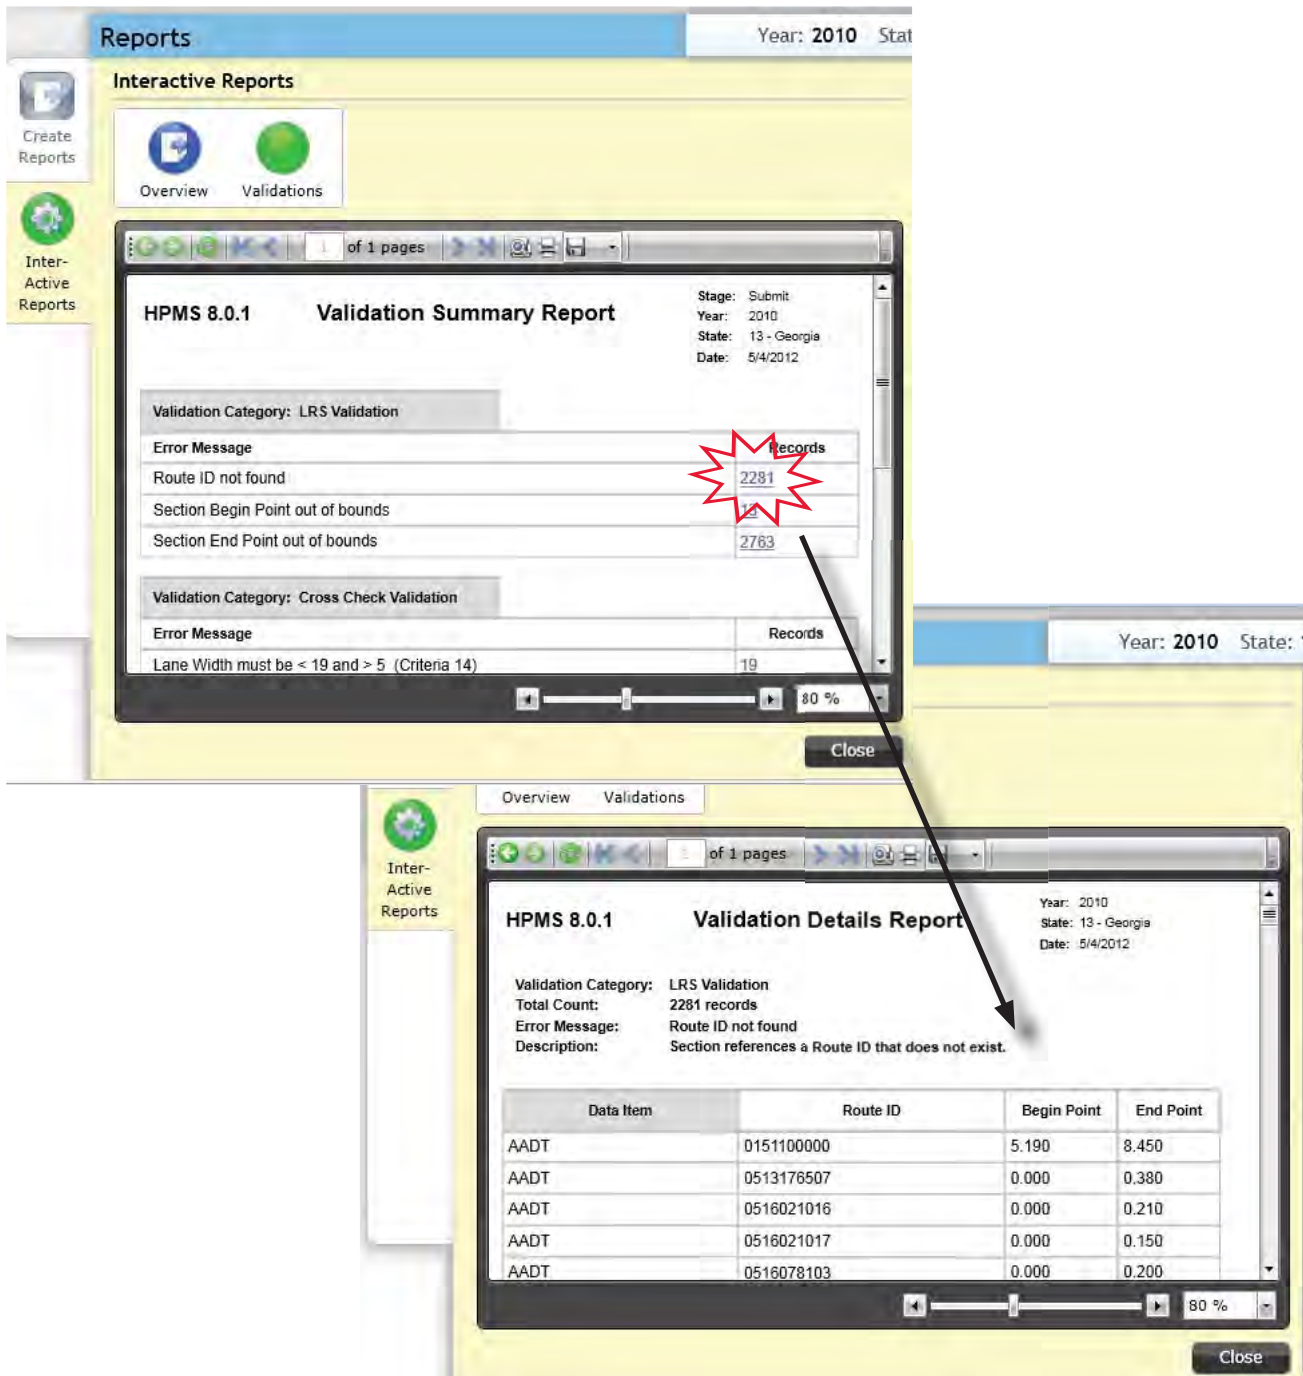 Reports
Year: 2010 Stat
Interactive Reports
Create
Reports
Overview Validations
Inter-
Active
Reports
1 of 1 pages
HPMS 8.0.1 Validation Summary Report
Stage: Submit
Year: 2010
State: 13 - Georgia
Date: 5/4/2012
Validation Category: LRS Validation
Error Message Records
Route ID not found 2281
Section Begin Point out of bounds 13
Section End Point out of bounds 2763
Validation Category: Cross Check Validation
Error Message Records
Lane Width must be < 19 and > 5 (Criteria 14) 19
80 %
Close
Year: 2010 State:
Overview Validations
Inter-
Active
Reports
1 of 1 pages
HPMS 8.0.1 Validation Details Report
Year: 2010
State: 13 - Georgia
Date: 5/4/2012
Validation Category: LRS Validation
Total Count: 2281 records
Error Message: Route ID not found
Description: Section references a Route ID that does not exist.
Data Item Route ID Begin Point End Point
AADT 0151100000 5.190 8.450
AADT 0513176507 0.000 0.380
AADT 0516021016 0.000 0.210
AADT 0516021017 0.000 0.150
AADT 0516078103 0.000 0.200
80 %
Close